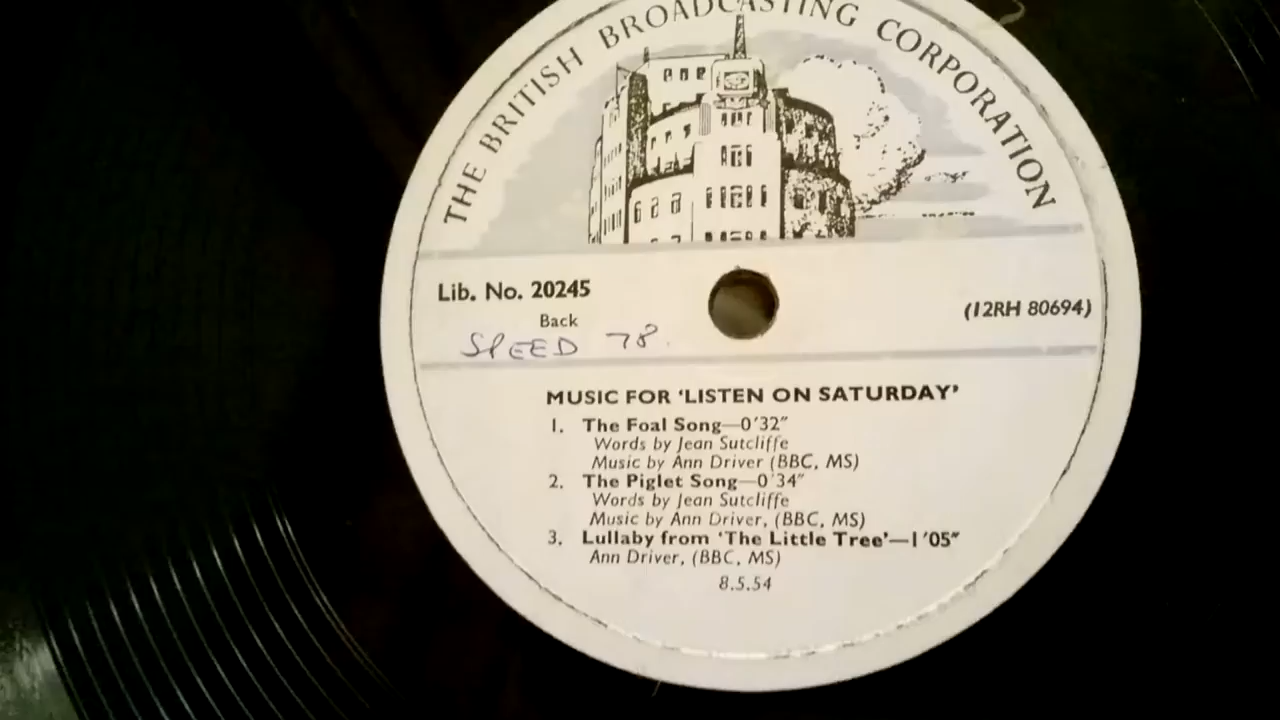 THE BRITISH BROADCASTING CORPORATION
Lib. No. 20245
(12RH 80694)
Back
SPEED 78.
MUSIC FOR ‘LISTEN ON SATURDAY’
1. The Foal Song—0′32″
Words by Jean Sutcliffe
Music by Ann Driver (BBC, MS)
2. The Piglet Song—0′34″
Words by Jean Sutcliffe
Music by Ann Driver, (BBC, MS)
3. Lullaby from ‘The Little Tree’—1′05″
Ann Driver, (BBC, MS)
8.5.54